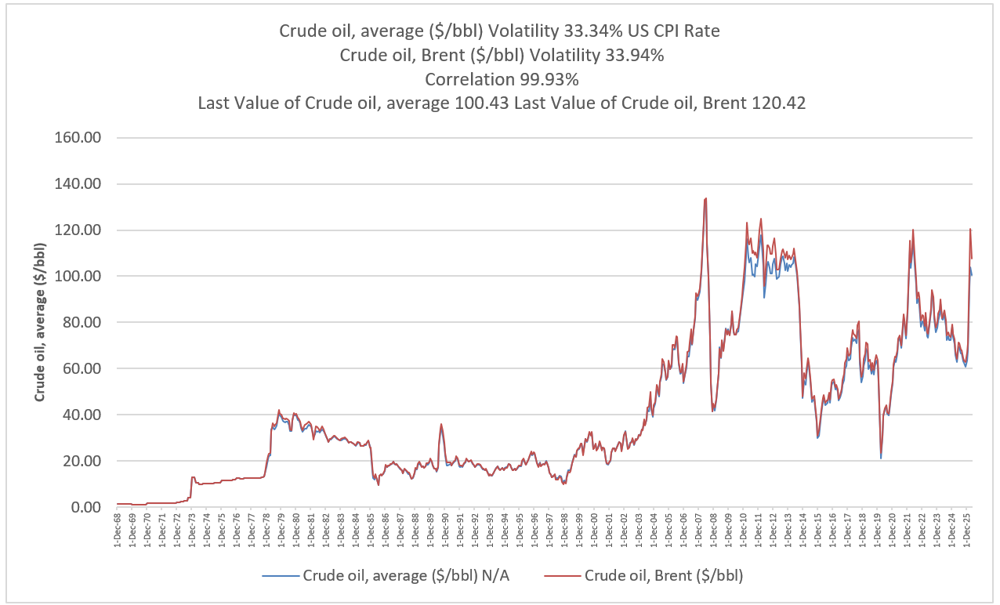 Crude oil, average ($/bbl) Volatility 33.34% US CPI Rate
Crude oil, Brent ($/bbl) Volatility 33.94%
Correlation 99.93%
Last Value of Crude oil, average 100.43 Last Value of Crude oil, Brent 120.42
160.00
140.00
120.00
100.00
80.00
60.00
40.00
20.00
0.00
Crude oil, average ($/bbl)
1-Dec-68
1-Dec-69
1-Dec-70
1-Dec-71
1-Dec-72
1-Dec-73
1-Dec-74
1-Dec-75
1-Dec-76
1-Dec-77
1-Dec-78
1-Dec-79
1-Dec-80
1-Dec-81
1-Dec-82
1-Dec-83
1-Dec-84
1-Dec-85
1-Dec-86
1-Dec-87
1-Dec-88
1-Dec-89
1-Dec-90
1-Dec-91
1-Dec-92
1-Dec-93
1-Dec-94
1-Dec-95
1-Dec-96
1-Dec-97
1-Dec-98
1-Dec-99
1-Dec-00
1-Dec-01
1-Dec-02
1-Dec-03
1-Dec-04
1-Dec-05
1-Dec-06
1-Dec-07
1-Dec-08
1-Dec-09
1-Dec-10
1-Dec-11
1-Dec-12
1-Dec-13
1-Dec-14
1-Dec-15
1-Dec-16
1-Dec-17
1-Dec-18
1-Dec-19
1-Dec-20
1-Dec-21
1-Dec-22
1-Dec-23
1-Dec-24
1-Dec-25
Crude oil, average ($/bbl) N/A
Crude oil, Brent ($/bbl)